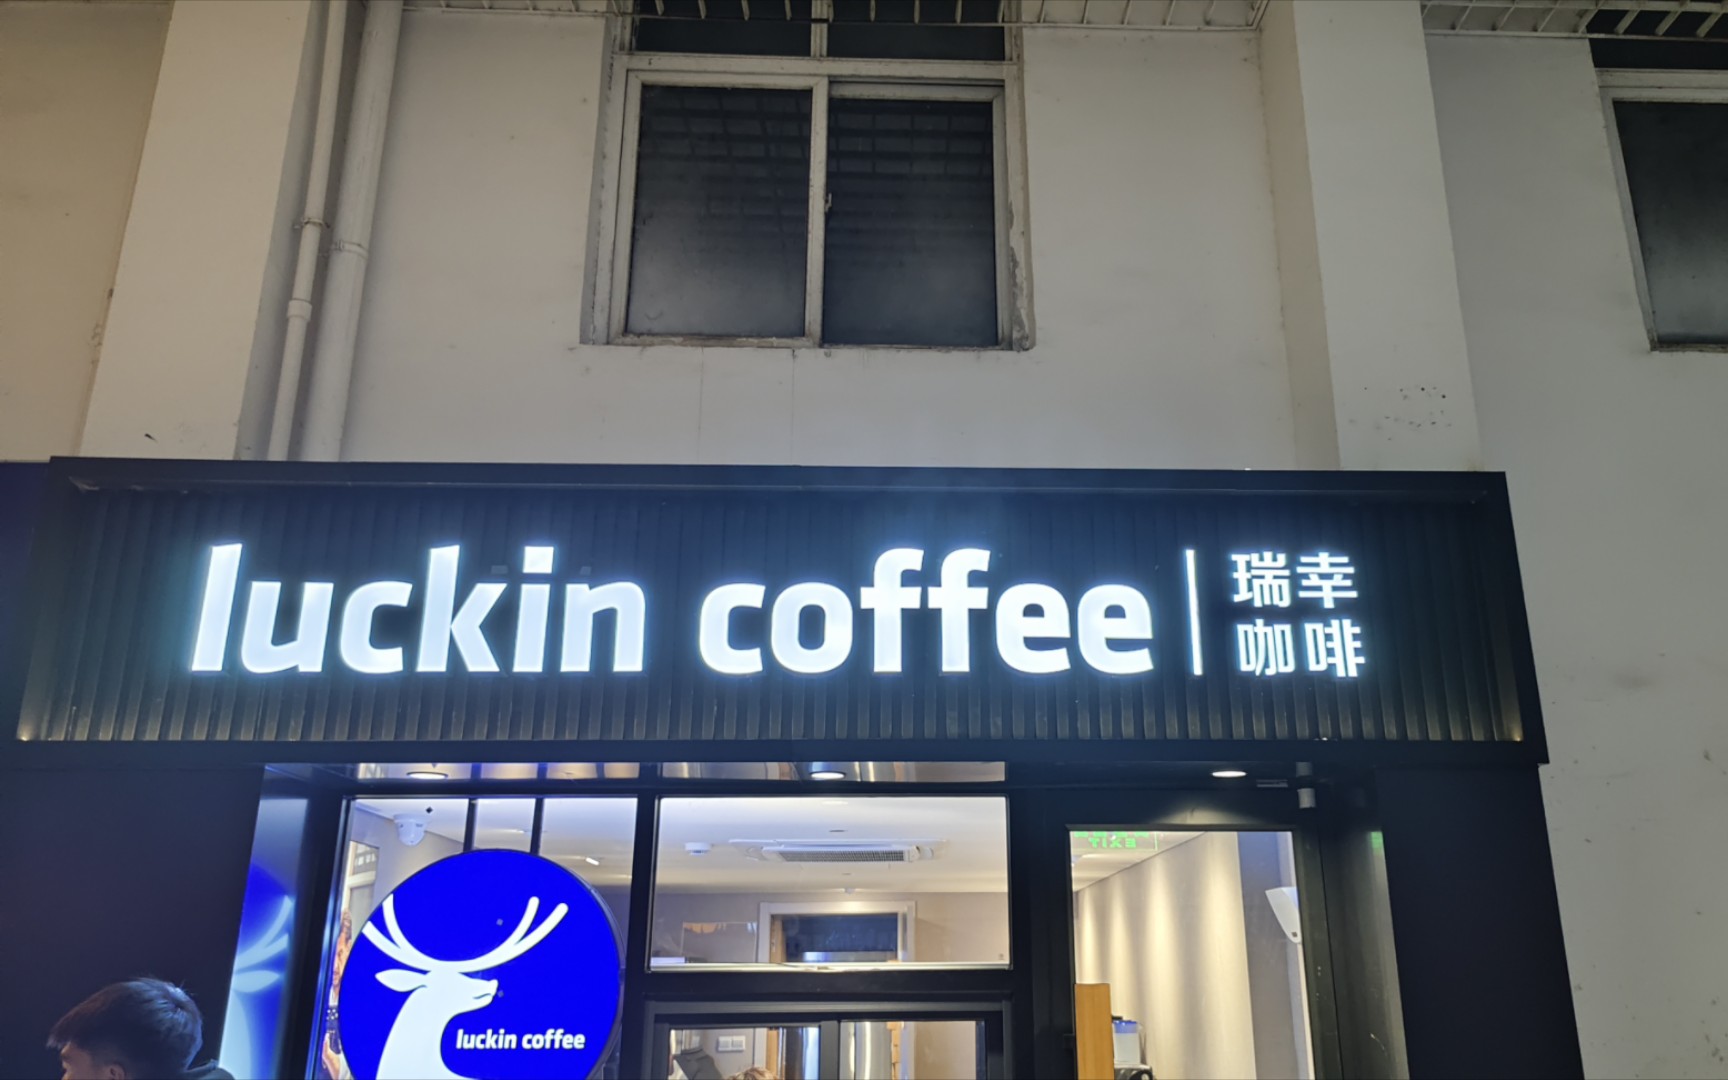 luckin coffee
瑞幸
咖啡
luckin coffee